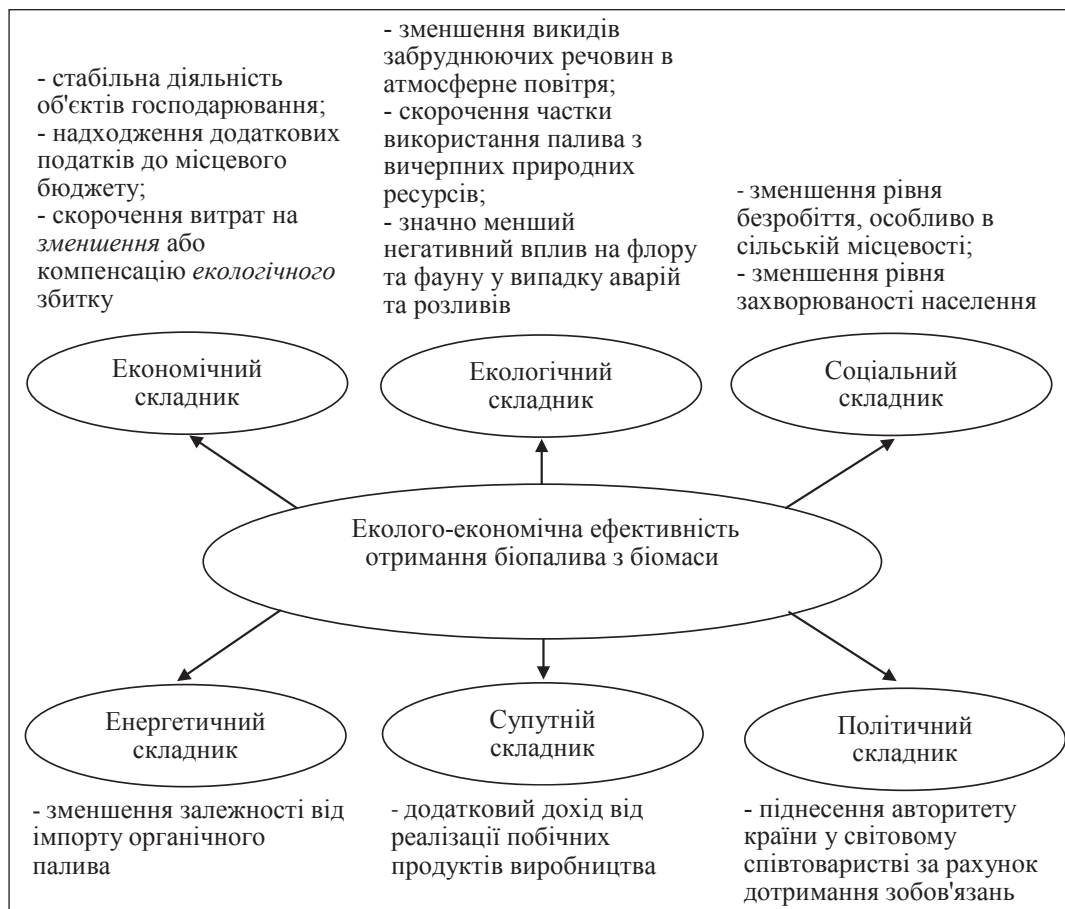 - стабільна діяльність
об'єктів господарювання;
- надходження додаткових
податків до місцевого
бюджету;
- скорочення витрат на
зменшення або
компенсацію екологічного
збитку
- зменшення викидів
забруднюючих речовин в
атмосферне повітря;
- скорочення частки
використання палива з
вичерпних природних
ресурсів;
- значно менший
негативний вплив на флору
та фауну у випадку аварій
та розливів
- зменшення рівня
безробіття, особливо в
сільській місцевості;
- зменшення рівня
захворюваності населення
Економічний
складник
Екологічний
складник
Соціальний
складник
Еколого-економічна ефективність
отримання біопалива з біомаси
Енергетичний
складник
Супутній
складник
Політичний
складник
- зменшення залежності від
імпорту органічного
палива
- додатковий дохід від
реалізації побічних
продуктів виробництва
- піднесення авторитету
країни у світовому
співтоваристві за рахунок
дотримання зобов'язань